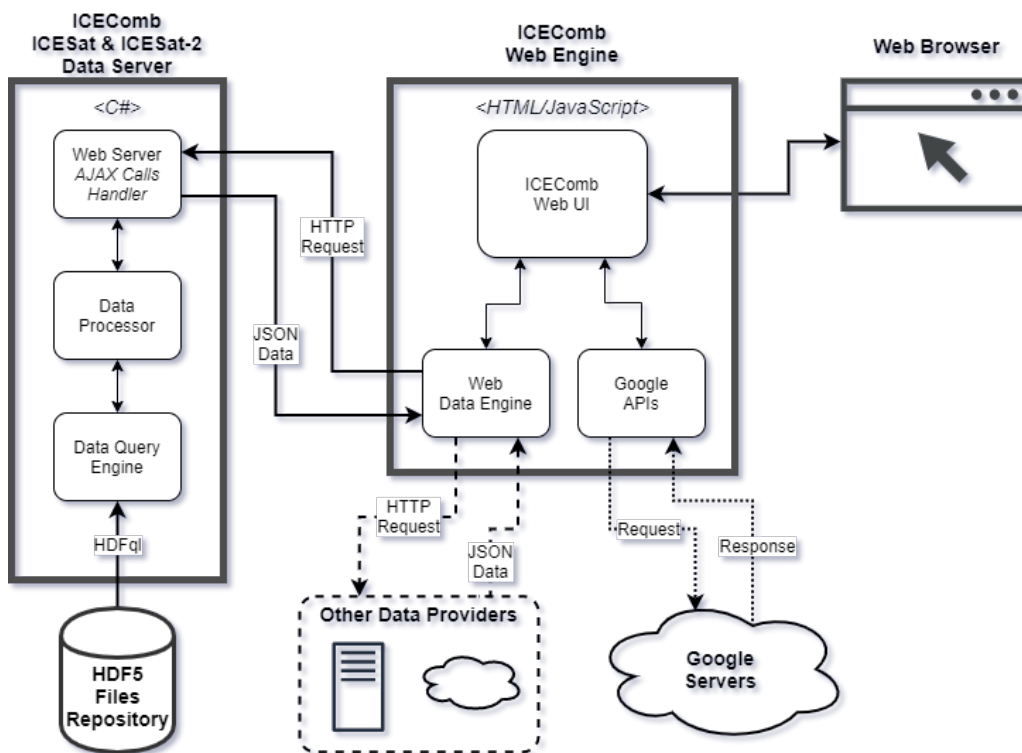 ICEComb
ICESat & ICESat-2
Data Server
<C#>
Web Server
AJAX Calls
Handler
Data
Processor
Data Query
Engine
HDFql
HDF5
Files
Repository
HTTP
Request
JSON
Data
ICEComb
Web Engine
<HTML/JavaScript>
ICEComb
Web UI
Web
Data Engine
Google
APIs
HTTP
Request
JSON
Data
Other Data Providers
Request
Response
Google
Servers
Web Browser